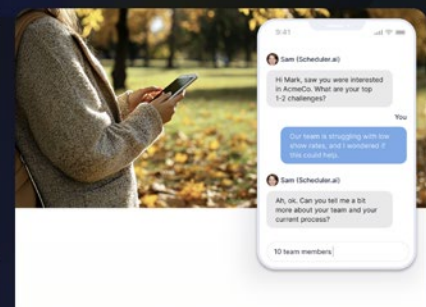 9:41
Sam (Scheduler.ai)
Hi Mark, saw you were interested
in AcmeCo. What are your top
1-2 challenges?
You
Our team is struggling with low
show rates, and I wondered if
this could help.
Sam (Scheduler.ai)
Ah, ok. Can you tell me a bit
more about your team and your
current process?
10 team members